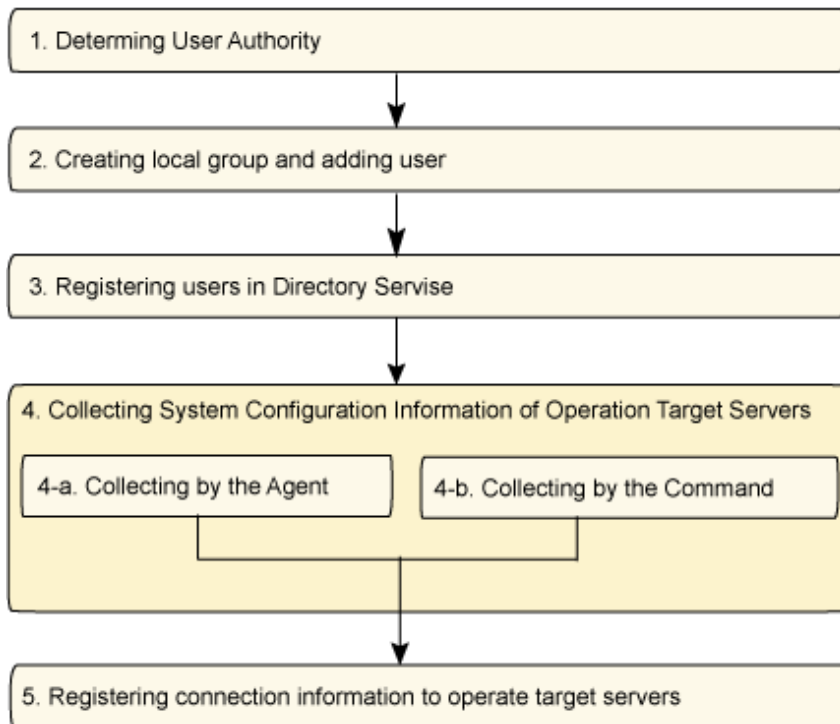 1. Determing User Authority
2. Creating local group and adding user
3. Registering users in Directory Servise
4. Collecting System Configuration Information of Operation Target Servers
4-a. Collecting by the Agent
4-b. Collecting by the Command
5. Registering connection information to operate target servers